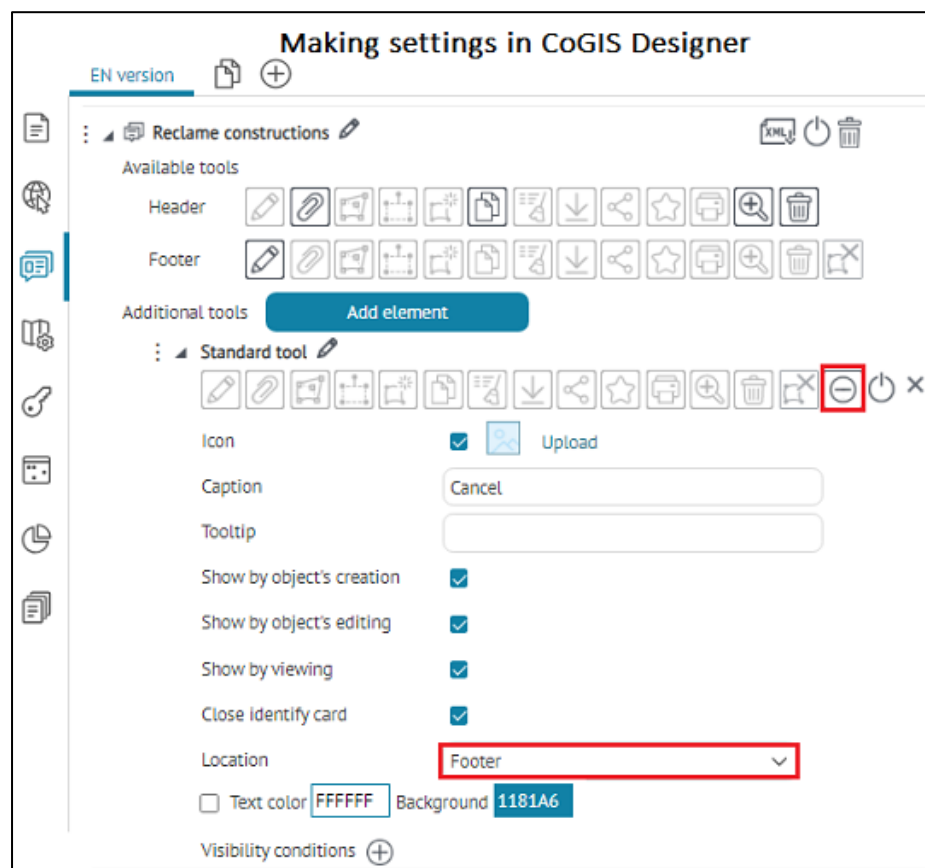 Making settings in CoGIS Designer
EN version
Reclame constructions
XML
Available tools
Header
Footer
Additional tools Add element
Standard tool
Icon Upload
Caption Cancel
Tooltip
Show by object's creation
Show by object's editing
Show by viewing
Close identify card
Location Footer
Text color FFFFFF Background 1181A6
Visibility conditions